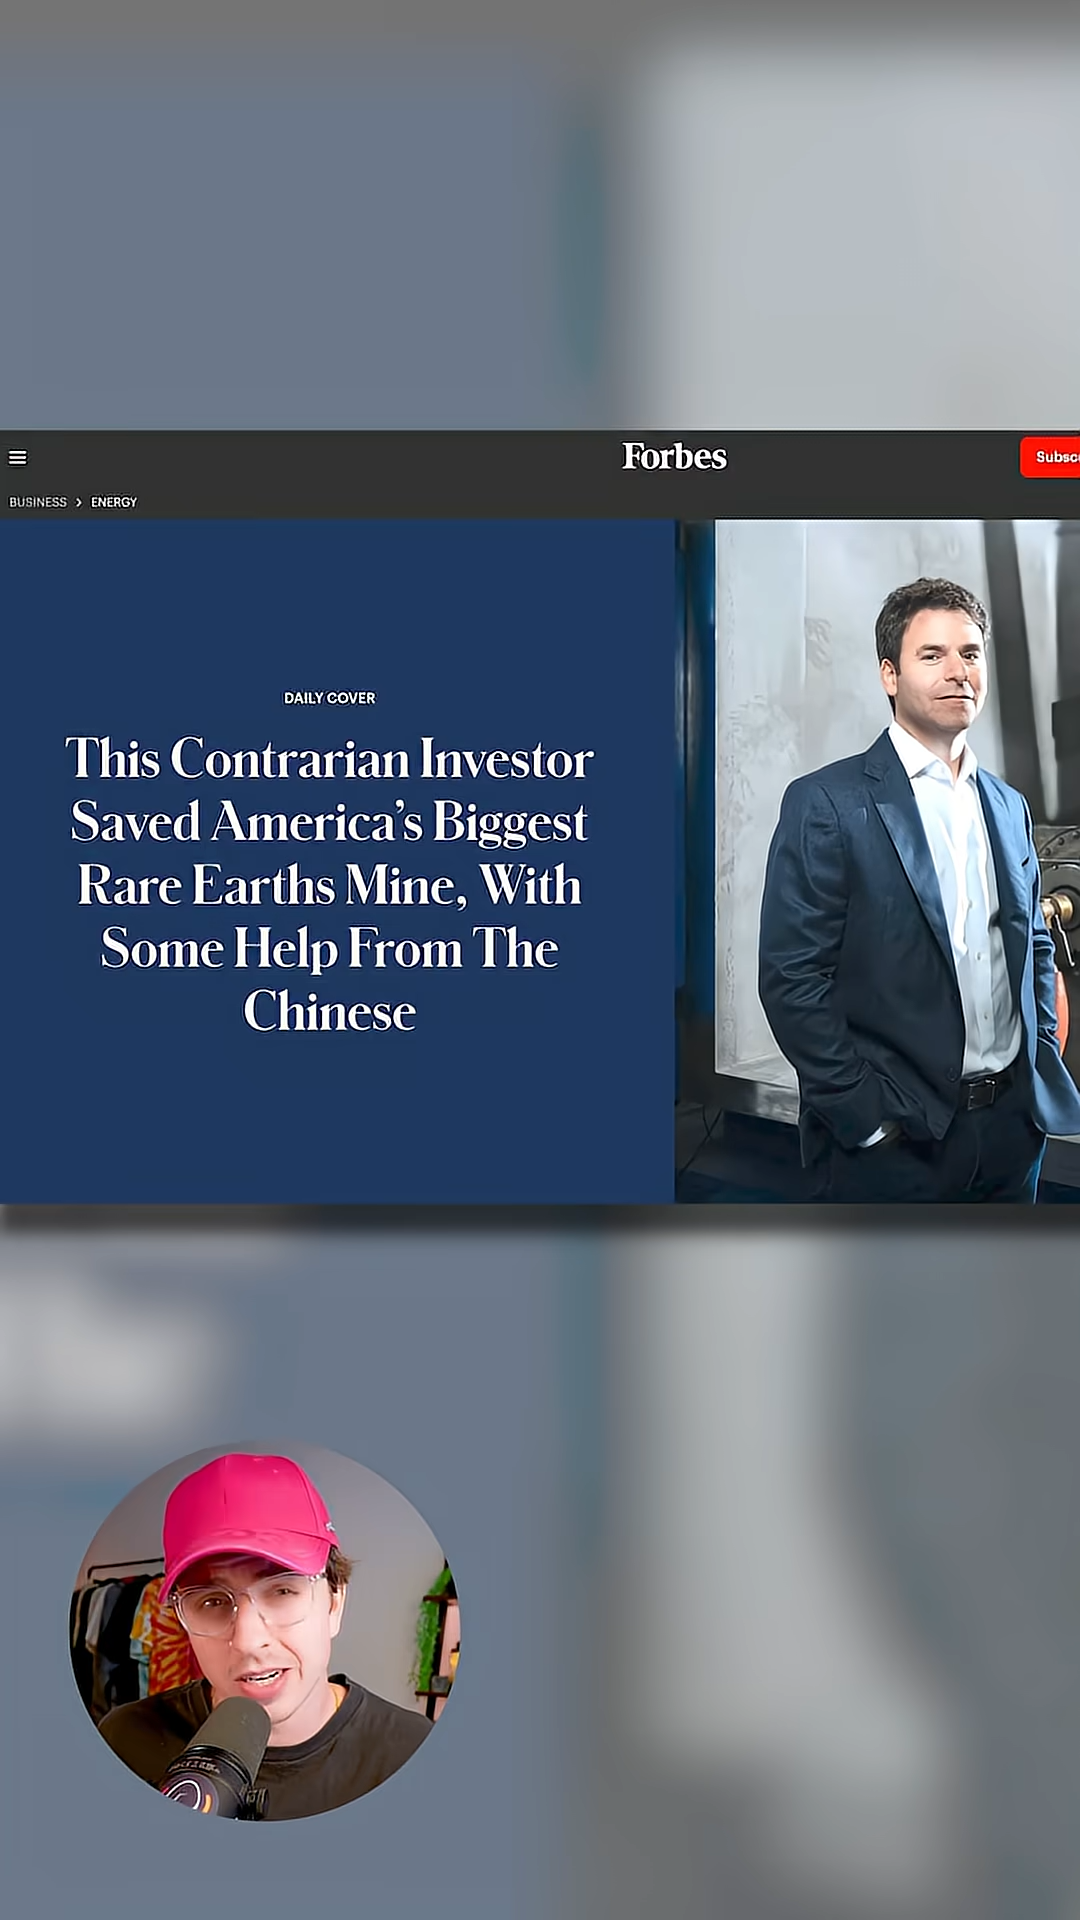 Forbes
Subsc
BUSINESS > ENERGY
DAILY COVER
This Contrarian Investor
Saved America’s Biggest
Rare Earths Mine, With
Some Help From The
Chinese